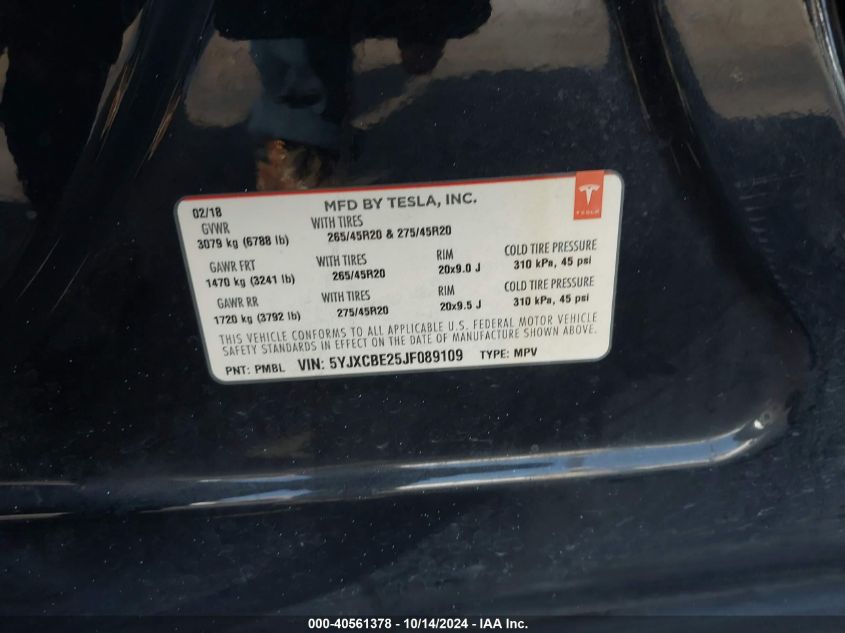 02/18 MFD BY TESLA, INC.
TESLA
GVWR WITH TIRES
3079 kg (6788 lb) 265/45R20 & 275/45R20
GAWR FRT WITH TIRES RIM COLD TIRE PRESSURE
1470 kg (3241 lb) 265/45R20 20x9.0 J 310 kPa, 45 psi
GAWR RR WITH TIRES RIM COLD TIRE PRESSURE
1720 kg (3792 lb) 275/45R20 20x9.5 J 310 kPa, 45 psi
THIS VEHICLE CONFORMS TO ALL APPLICABLE U.S. FEDERAL MOTOR VEHICLE
SAFETY STANDARDS IN EFFECT ON THE DATE OF MANUFACTURE SHOWN ABOVE.
PNT: PMBL VIN: 5YJXCBE25JF089109 TYPE: MPV
000-40561378 - 10/14/2024 - IAA Inc.